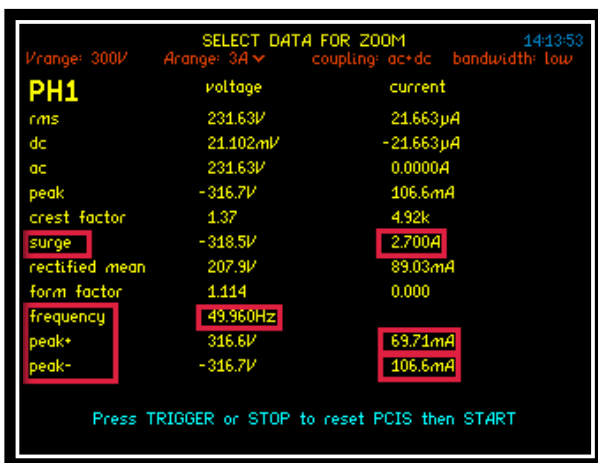 SELECT DATA FOR ZOOM 14:13:53
Vrange: 300V Arange: 3A coupling: ac+dc bandwidth: low
PH1 voltage current
rms 231.63V 21.663µA
dc 21.102mV -21.663µA
ac 231.63V 0.0000A
peak -316.7V 106.6mA
crest factor 1.37 4.92k
surge -318.5V 2.700A
rectified mean 207.9V 89.03mA
form factor 1.114 0.000
frequency 49.960Hz
peak+ 316.6V 69.71mA
peak- -316.7V 106.6mA
Press TRIGGER or STOP to reset PCIS then START